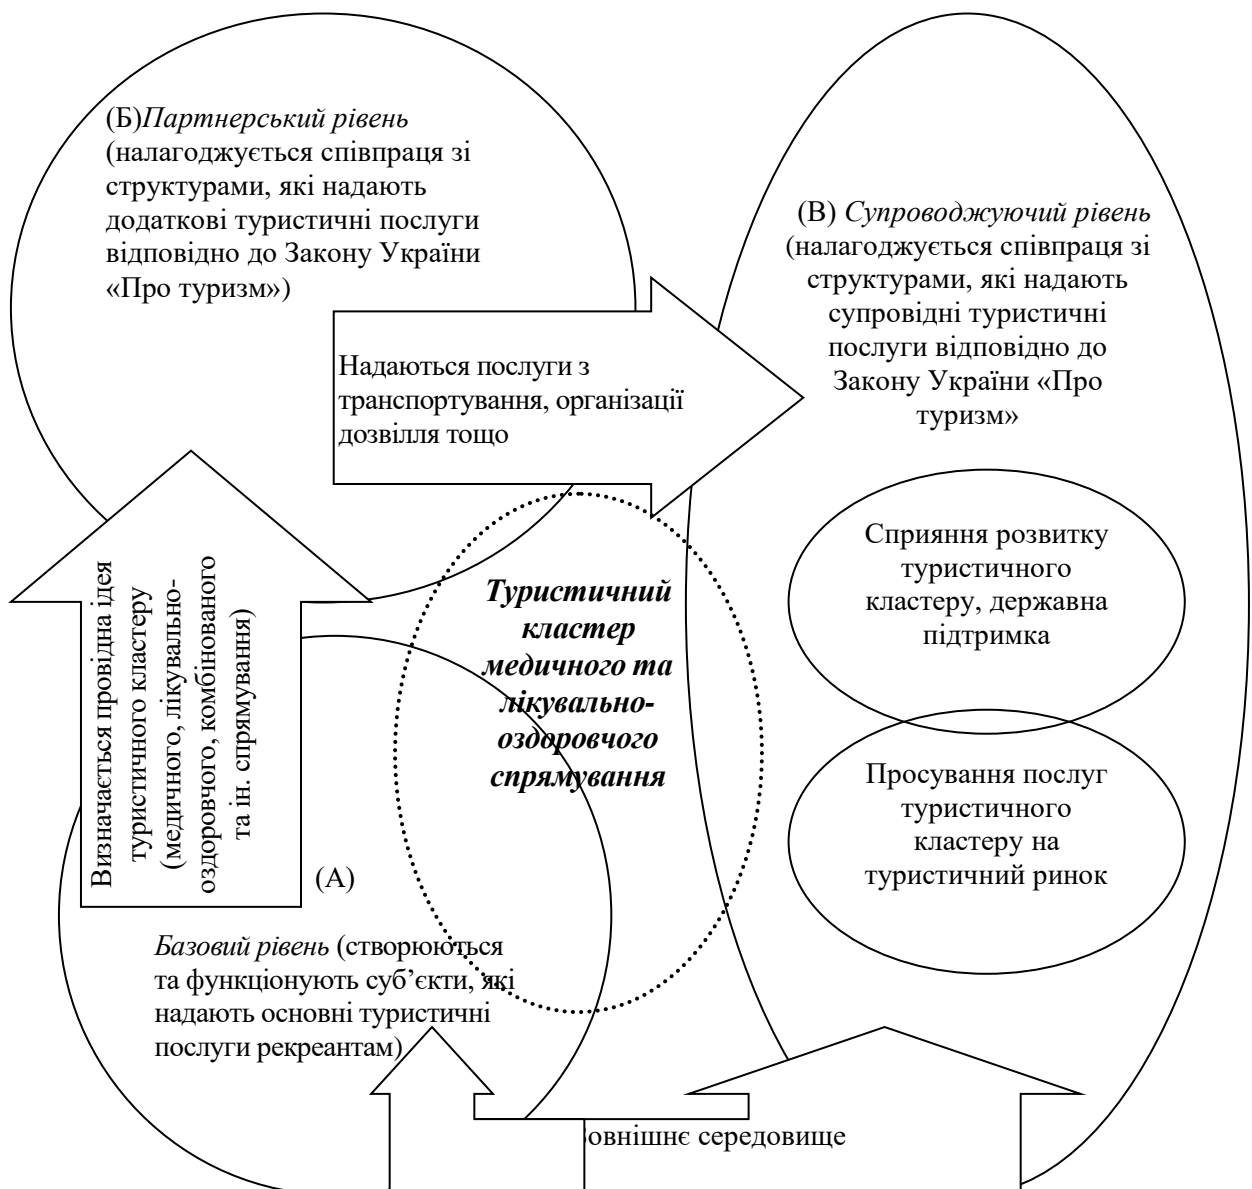 (Б)Партнерський рівень
(налагоджується співпраця зі
структурами, які надають
додаткові туристичні послуги
відповідно до Закону України
«Про туризм»)
(В) Супроводжуючий рівень
(налагоджується співпраця зі
структурами, які надають
супровідні туристичні
послуги відповідно до
Закону України «Про
туризм»
Надаються послуги з
транспортування, організації
дозвілля тощо
Визначається провідна ідея
туристичного кластеру
(медичного, лікувально-
оздоровчого, комбінованого
та ін. спрямування)
Туристичний
кластер
медичного та
лікувально-
оздоровчого
спрямування
Сприяння розвитку
туристичного
кластеру, державна
підтримка
Просування послуг
туристичного
кластеру на
туристичний ринок
(А)
Базовий рівень (створюються
та функціонують суб’єкти, які
надають основні туристичні
послуги рекреантам)
овнішнє середовище